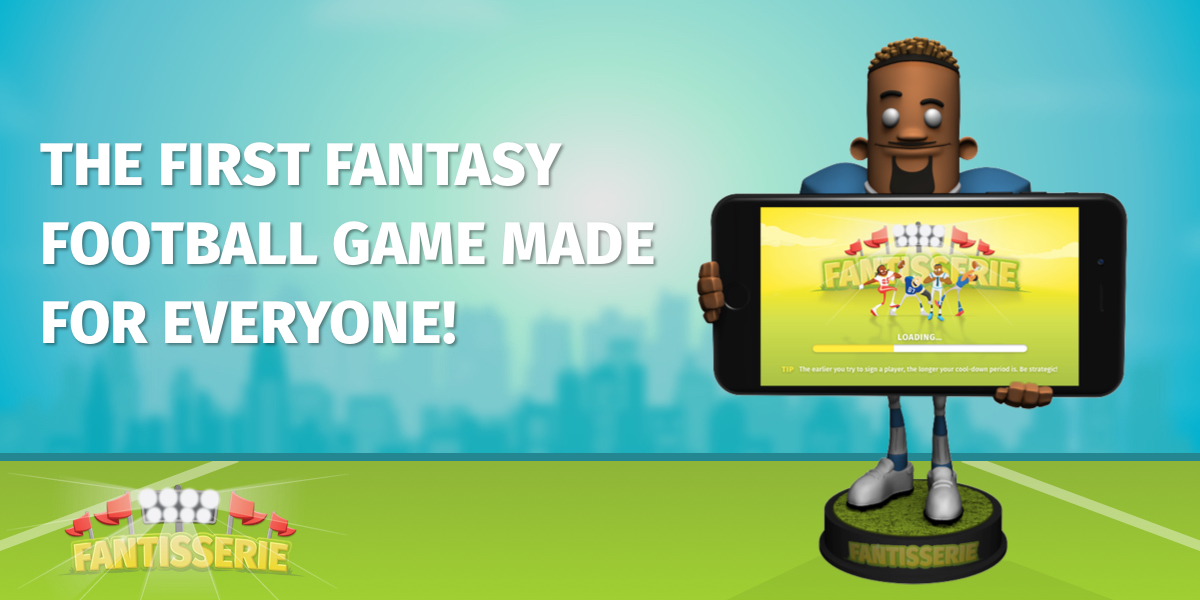 THE FIRST FANTASY
FOOTBALL GAME MADE
FOR EVERYONE!
FANTISSERIE
LOADING...
TIP The earlier you try to sign a player, the longer your cool-down period is. Be strategic!
FANTISSERIE
FANTISSERIE